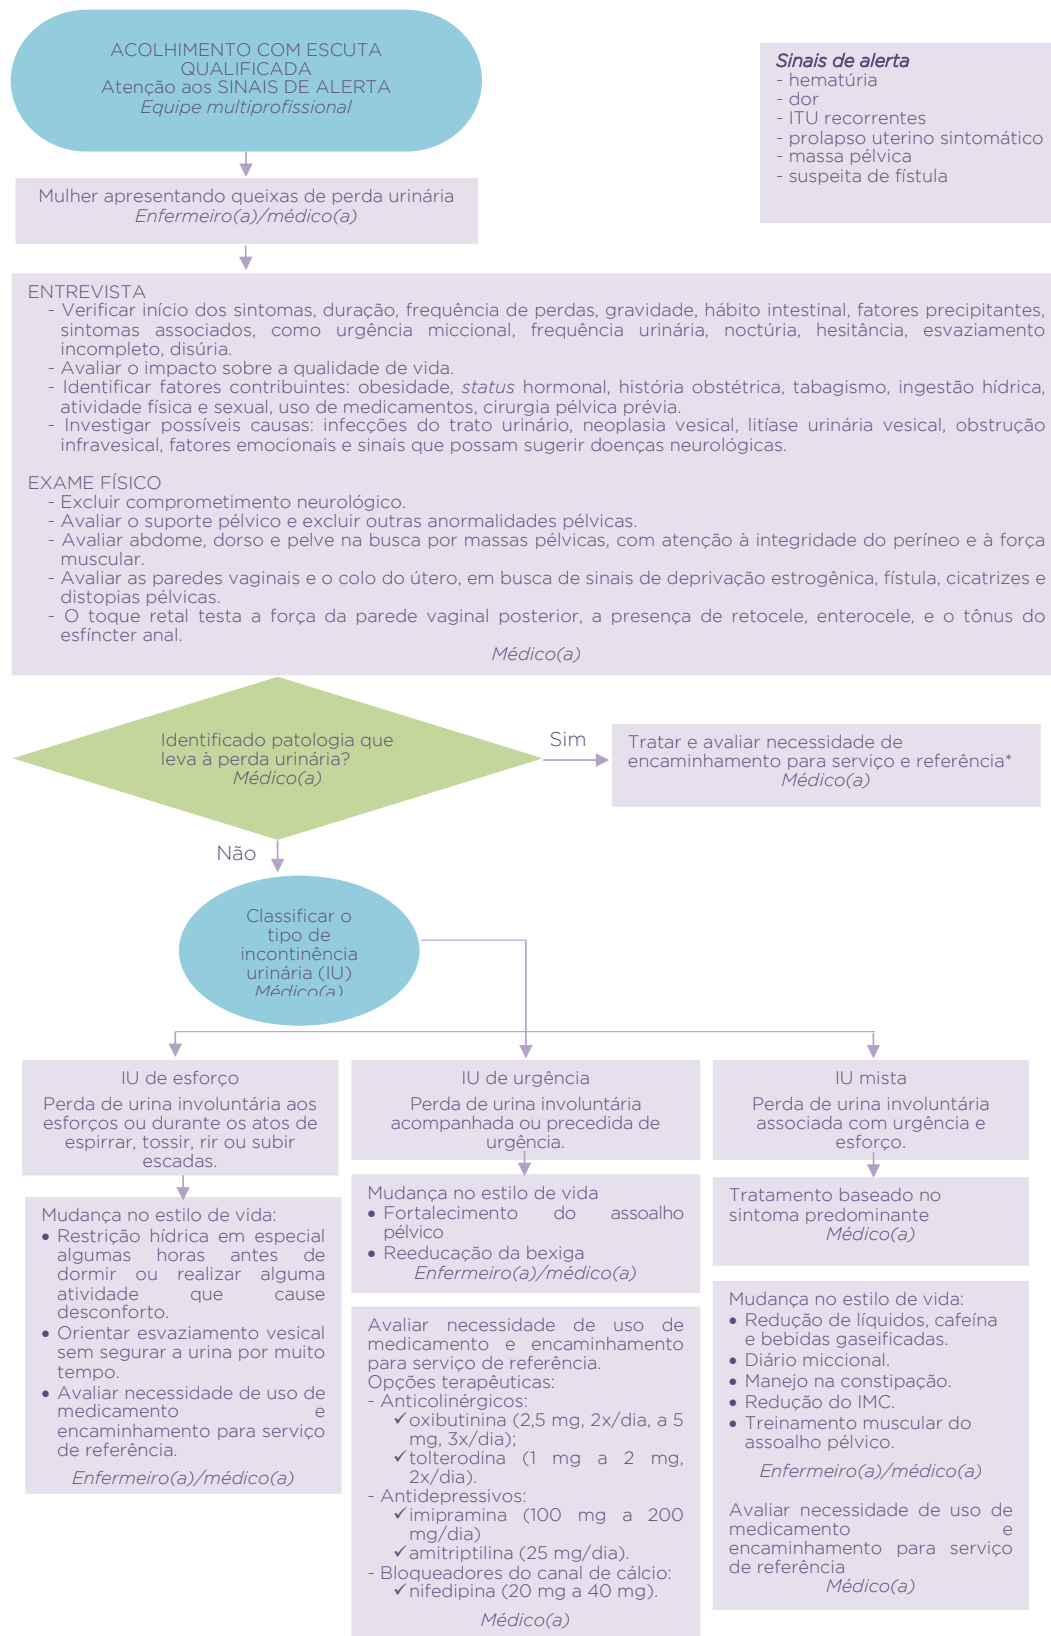 ACOLHIMENTO COM ESCUTA
QUALIFICADA
Atenção aos SINAIS DE ALERTA
Equipe multiprofissional
Sinais de alerta
- hematúria
- dor
- ITU recorrentes
- prolapso uterino sintomático
- massa pélvica
- suspeita de fístula
Mulher apresentando queixas de perda urinária
Enfermeiro(a)/médico(a)
ENTREVISTA
- Verificar início dos sintomas, duração, frequência de perdas, gravidade, hábito intestinal, fatores precipitantes,
sintomas associados, como urgência miccional, frequência urinária, noctúria, hesitância, esvaziamento
incompleto, disúria.
- Avaliar o impacto sobre a qualidade de vida.
- Identificar fatores contribuintes: obesidade, status hormonal, história obstétrica, tabagismo, ingestão hídrica,
atividade física e sexual, uso de medicamentos, cirurgia pélvica prévia.
- Investigar possíveis causas: infecções do trato urinário, neoplasia vesical, litíase urinária vesical, obstrução
infravesical, fatores emocionais e sinais que possam sugerir doenças neurológicas.
EXAME FÍSICO
- Excluir comprometimento neurológico.
- Avaliar o suporte pélvico e excluir outras anormalidades pélvicas.
- Avaliar abdome, dorso e pelve na busca por massas pélvicas, com atenção à integridade do períneo e à força
muscular.
- Avaliar as paredes vaginais e o colo do útero, em busca de sinais de deprivação estrogênica, fístula, cicatrizes e
distopias pélvicas.
- O toque retal testa a força da parede vaginal posterior, a presença de retocele, enterocele, e o tônus do
esfíncter anal.
Médico(a)
Identificado patologia que
leva à perda urinária?
Médico(a)
Sim
Tratar e avaliar necessidade de
encaminhamento para serviço e referência*
Médico(a)
Não
Classificar o
tipo de
incontinência
urinária (IU)
Médico(a)
IU de esforço
Perda de urina involuntária aos
esforços ou durante os atos de
espirrar, tossir, rir ou subir
escadas.
Mudança no estilo de vida:
• Restrição hídrica em especial
algumas horas antes de
dormir ou realizar alguma
atividade que cause
desconforto.
• Orientar esvaziamento vesical
sem segurar a urina por muito
tempo.
• Avaliar necessidade de uso de
medicamento e
encaminhamento para serviço
de referência.
Enfermeiro(a)/médico(a)
IU de urgência
Perda de urina involuntária
acompanhada ou precedida de
urgência.
Mudança no estilo de vida
• Fortalecimento do assoalho
pélvico
• Reeducação da bexiga
Enfermeiro(a)/médico(a)
Avaliar necessidade de uso de
medicamento e encaminhamento
para serviço de referência.
Opções terapêuticas:
- Anticolinérgicos:
✓oxibutinina (2,5 mg, 2x/dia, a 5
mg, 3x/dia);
✓tolterodina (1 mg a 2 mg,
2x/dia).
- Antidepressivos:
✓imipramina (100 mg a 200
mg/dia)
✓amitriptilina (25 mg/dia).
- Bloqueadores do canal de cálcio:
✓nifedipina (20 mg a 40 mg).
Médico(a)
IU mista
Perda de urina involuntária
associada com urgência e
esforço.
Tratamento baseado no
sintoma predominante
Médico(a)
Mudança no estilo de vida:
• Redução de líquidos, cafeína
e bebidas gaseificadas.
• Diário miccional.
• Manejo na constipação.
• Redução do IMC.
• Treinamento muscular do
assoalho pélvico.
Enfermeiro(a)/médico(a)
Avaliar necessidade de uso de
medicamento e
encaminhamento para serviço
de referência
Médico(a)